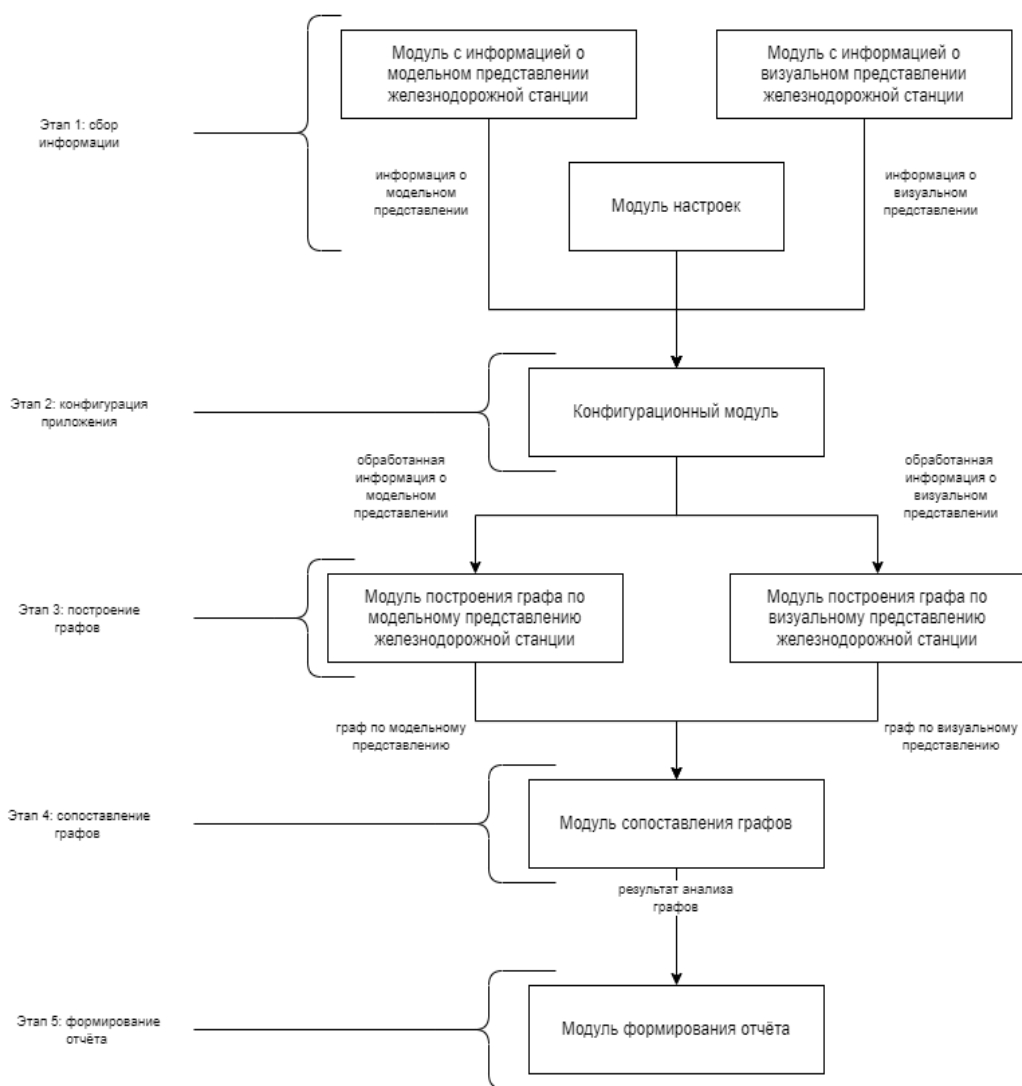 Модуль с информацией о
модельном представлении
железнодорожной станции
Модуль с информацией о
визуальном представлении
железнодорожной станции
Этап 1: сбор
информации
информация о
модельном
представлении
Модуль настроек
информация о
визуальном
представлении
Этап 2: конфигурация
приложения
Конфигурационный модуль
обработанная
информация о
модельном
представлении
обработанная
информация о
визуальном
представлении
Этап 3: построение
графов
Модуль построения графа по
модельному представлению
железнодорожной станции
Модуль построения графа по
визуальному представлению
железнодорожной станции
граф по модельному
представлению
граф по визуальному
представлению
Этап 4: сопоставление
графов
Модуль сопоставления графов
результат анализа
графов
Этап 5: формирование
отчёта
Модуль формирования отчёта